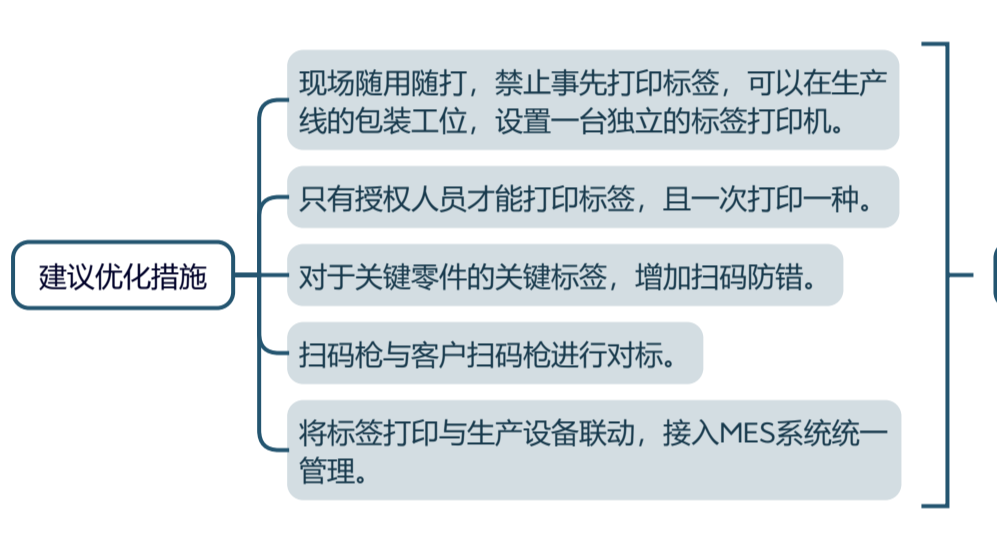 建议优化措施
现场随用随打，禁止事先打印标签，可以在生产
线的包装工位，设置一台独立的标签打印机。
只有授权人员才能打印标签，且一次打印一种。
对于关键零件的关键标签，增加扫码防错。
扫码枪与客户扫码枪进行对标。
将标签打印与生产设备联动，接入MES系统统一
管理。